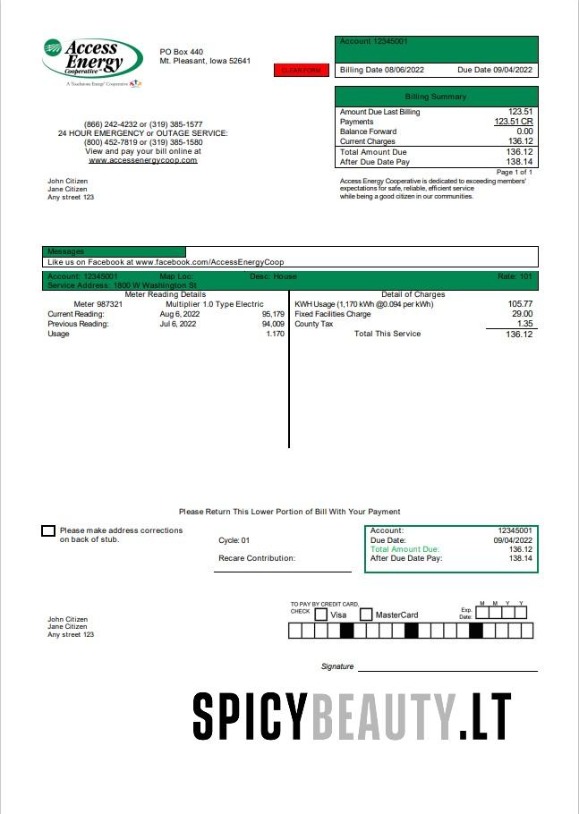 Access
Energy
Cooperative
A Touchstone Energy® Cooperative
PO Box 440
Mt. Pleasant, Iowa 52641
CLEAR FORM
Account 12345001
Billing Date 08/06/2022 Due Date 09/04/2022
Billing Summary
Amount Due Last Billing 123.51
Payments 123.51 CR
Balance Forward 0.00
Current Charges 136.12
Total Amount Due 136.12
After Due Date Pay 138.14
Page 1 of 1
Access Energy Cooperative is dedicated to exceeding members'
expectations for safe, reliable, efficient service
while being a good citizen in our communities.
(866) 242-4232 or (319) 385-1577
24 HOUR EMERGENCY or OUTAGE SERVICE:
(800) 452-7819 or (319) 385-1580
View and pay your bill online at
www.accessenergycoop.com
John Citizen
Jane Citizen
Any street 123
Messages
Like us on Facebook at www.facebook.com/AccessEnergyCoop
Account: 12345001 Map Loc: Desc: House Rate: 101
Service Address: 1800 W Washington St
Meter Reading Details
Meter 987321 Multiplier 1.0 Type Electric
Current Reading: Aug 6, 2022 95,179
Previous Reading: Jul 6, 2022 94,009
Usage 1.170
Detail of Charges
KWH Usage (1,170 kWh @0.094 per kWh) 105.77
Fixed Facilities Charge 29.00
County Tax 1.35
Total This Service 136.12
Please Return This Lower Portion of Bill With Your Payment
Please make address corrections
on back of stub.
Cycle: 01
Recare Contribution:
Account: 12345001
Due Date: 09/04/2022
Total Amount Due: 136.12
After Due Date Pay: 138.14
TO PAY BY CREDIT CARD.
CHECK Visa MasterCard
Exp.
Date:
M M Y Y
John Citizen
Jane Citizen
Any street 123
Signature
SPICYBEAUTY.LT